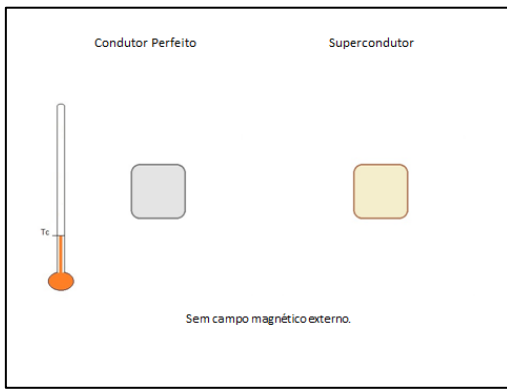 Condutor Perfeito
Supercondutor
Tc
Sem campo magnético externo.